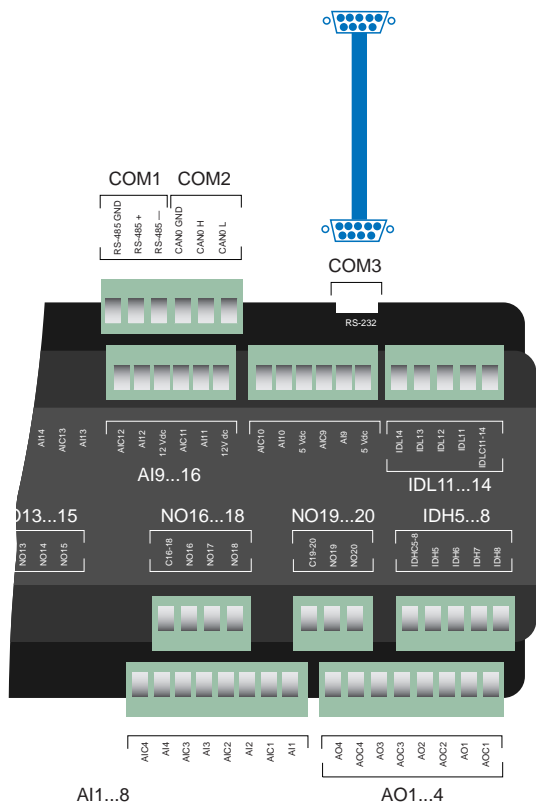 COM1 COM2
RS-485 GND
RS-485 +
RS-485 —
CAN0 GND
CAN0 H
CAN0 L
COM3
RS-232
AI14
AIC13
AI13
AIC12
AI12
12 Vdc
AIC11
AI11
12V dc
AIC10
AI10
5 Vdc
AIC9
AI9
5 Vdc
IDL14
IDL13
IDL12
IDL11
IDLC11-14
AI9...16
IDL11...14
O13...15 NO16...18 NO19...20 IDH5...8
NO13
NO14
NO15
C16-18
NO16
NO17
NO18
C19-20
NO19
NO20
IDHC5-8
IDH5
IDH6
IDH7
IDH8
AIC4
AI4
AIC3
AI3
AIC2
AI2
AIC1
AI1
AO4
AOC4
AO3
AOC3
AO2
AOC2
AO1
AOC1
AI1...8 AO1...4